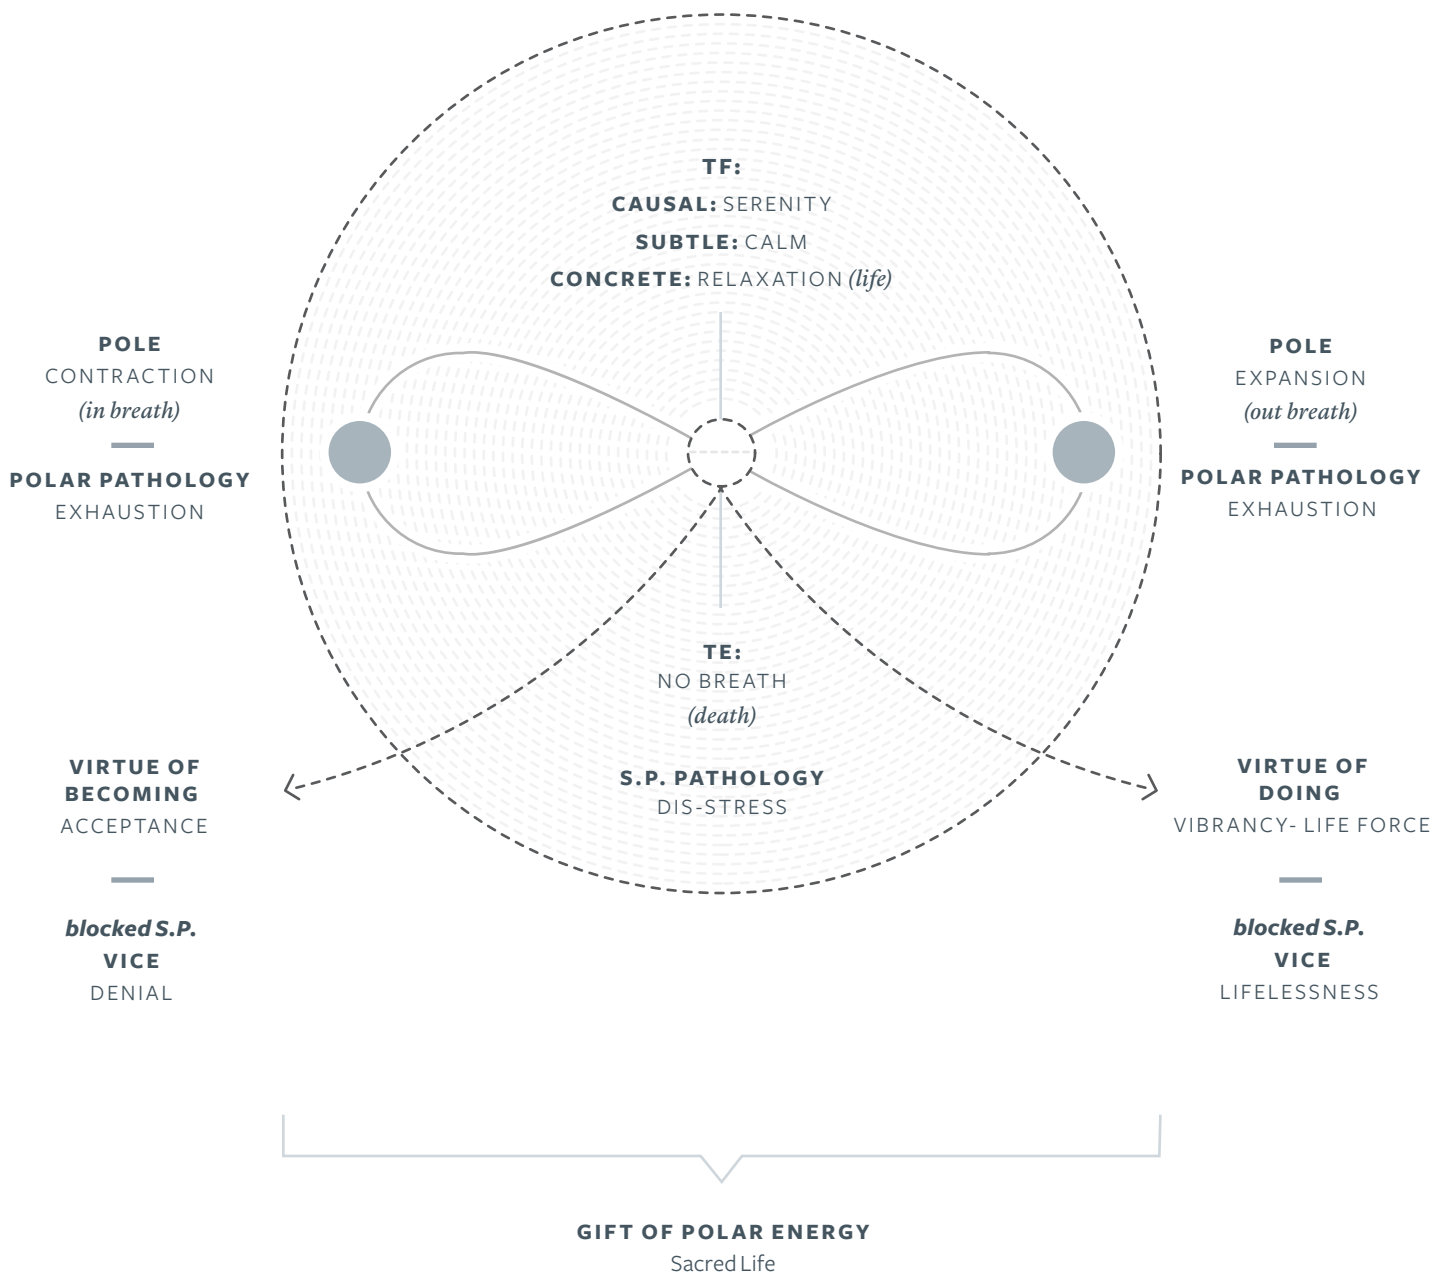 TF:
CAUSAL: SERENITY
SUBTLE: CALM
CONCRETE: RELAXATION (life)
POLE
CONTRACTION
(in breath)
POLAR PATHOLOGY
EXHAUSTION
POLE
EXPANSION
(out breath)
POLAR PATHOLOGY
EXHAUSTION
TE:
NO BREATH
(death)
S.P. PATHOLOGY
DIS-STRESS
VIRTUE OF
BECOMING
ACCEPTANCE
blocked S.P.
VICE
DENIAL
VIRTUE OF
DOING
VIBRANCY- LIFE FORCE
blocked S.P.
VICE
LIFELESSNESS
GIFT OF POLAR ENERGY
Sacred Life